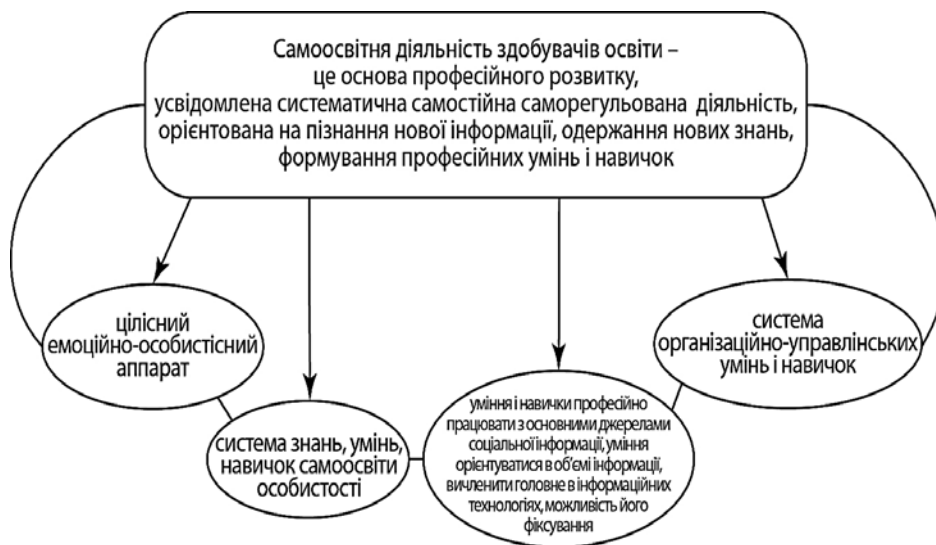 Самоосвітня діяльність здобувачів освіти –
це основа професійного розвитку,
усвідомлена систематична самостійна саморегульована діяльність,
орієнтована на пізнання нової інформації, одержання нових знань,
формування професійних умінь і навичок
цілісний
емоційно-особистісний
аппарат
система знань, умінь,
навичок самоосвіти
особистості
уміння і навички професійно
працювати з основними джерелами
соціальної інформації, уміння
орієнтуватися в об’ємі інформації,
вичленити головне в інформаційних
технологіях, можливість його
фіксування
система
організаційно-управлінських
умінь і навичок